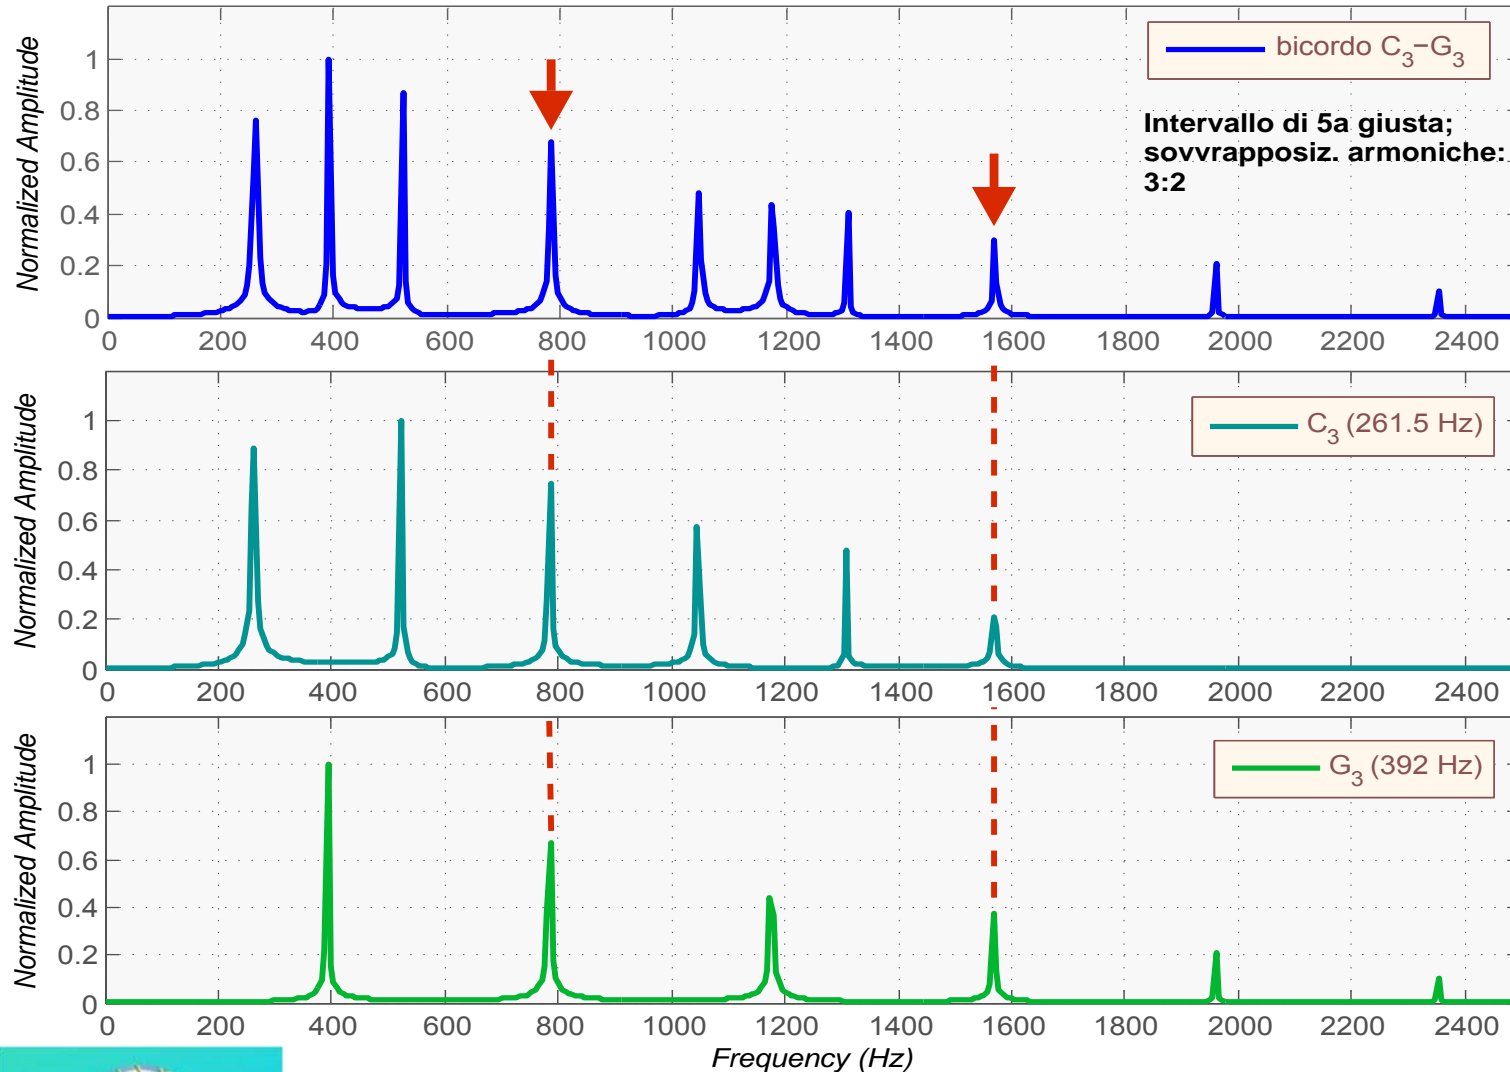 Normalized Amplitude
1
0.8
0.6
0.4
0.2
0
0 200 400 600 800 1000 1200 1400 1600 1800 2000 2200 2400
bicordo C3−G3
Intervallo di 5a giusta;
sovvrapposiz. armoniche:
3:2
Normalized Amplitude
1
0.8
0.6
0.4
0.2
0
0 200 400 600 800 1000 1200 1400 1600 1800 2000 2200 2400
C3 (261.5 Hz)
Normalized Amplitude
1
0.8
0.6
0.4
0.2
0
0 200 400 600 800 1000 1200 1400 1600 1800 2000 2200 2400
G3 (392 Hz)
Frequency (Hz)